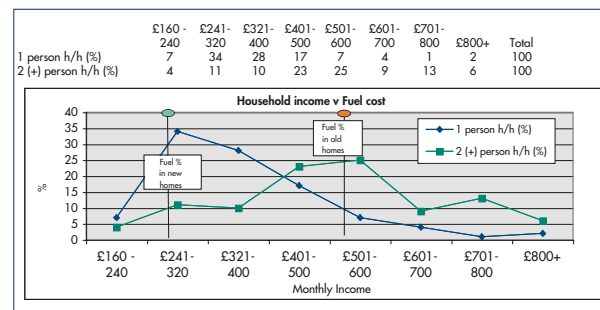 £160 - £241- £321- £401- £501- £601- £701-
240 320 400 500 600 700 800 £800+ Total
1 person h/h (%) 7 34 28 17 7 4 1 2 100
2 (+) person h/h (%) 4 11 10 23 25 9 13 6 100
Household income v Fuel cost
40
35
30
25
20
15
10
5
0
%
Fuel %
in new
homes
Fuel %
in old
homes
1 person h/h (%)
2 (+) person h/h (%)
£160 - £241- £321- £401- £501- £601- £701- £800+
240 320 400 500 600 700 800
Monthly Income